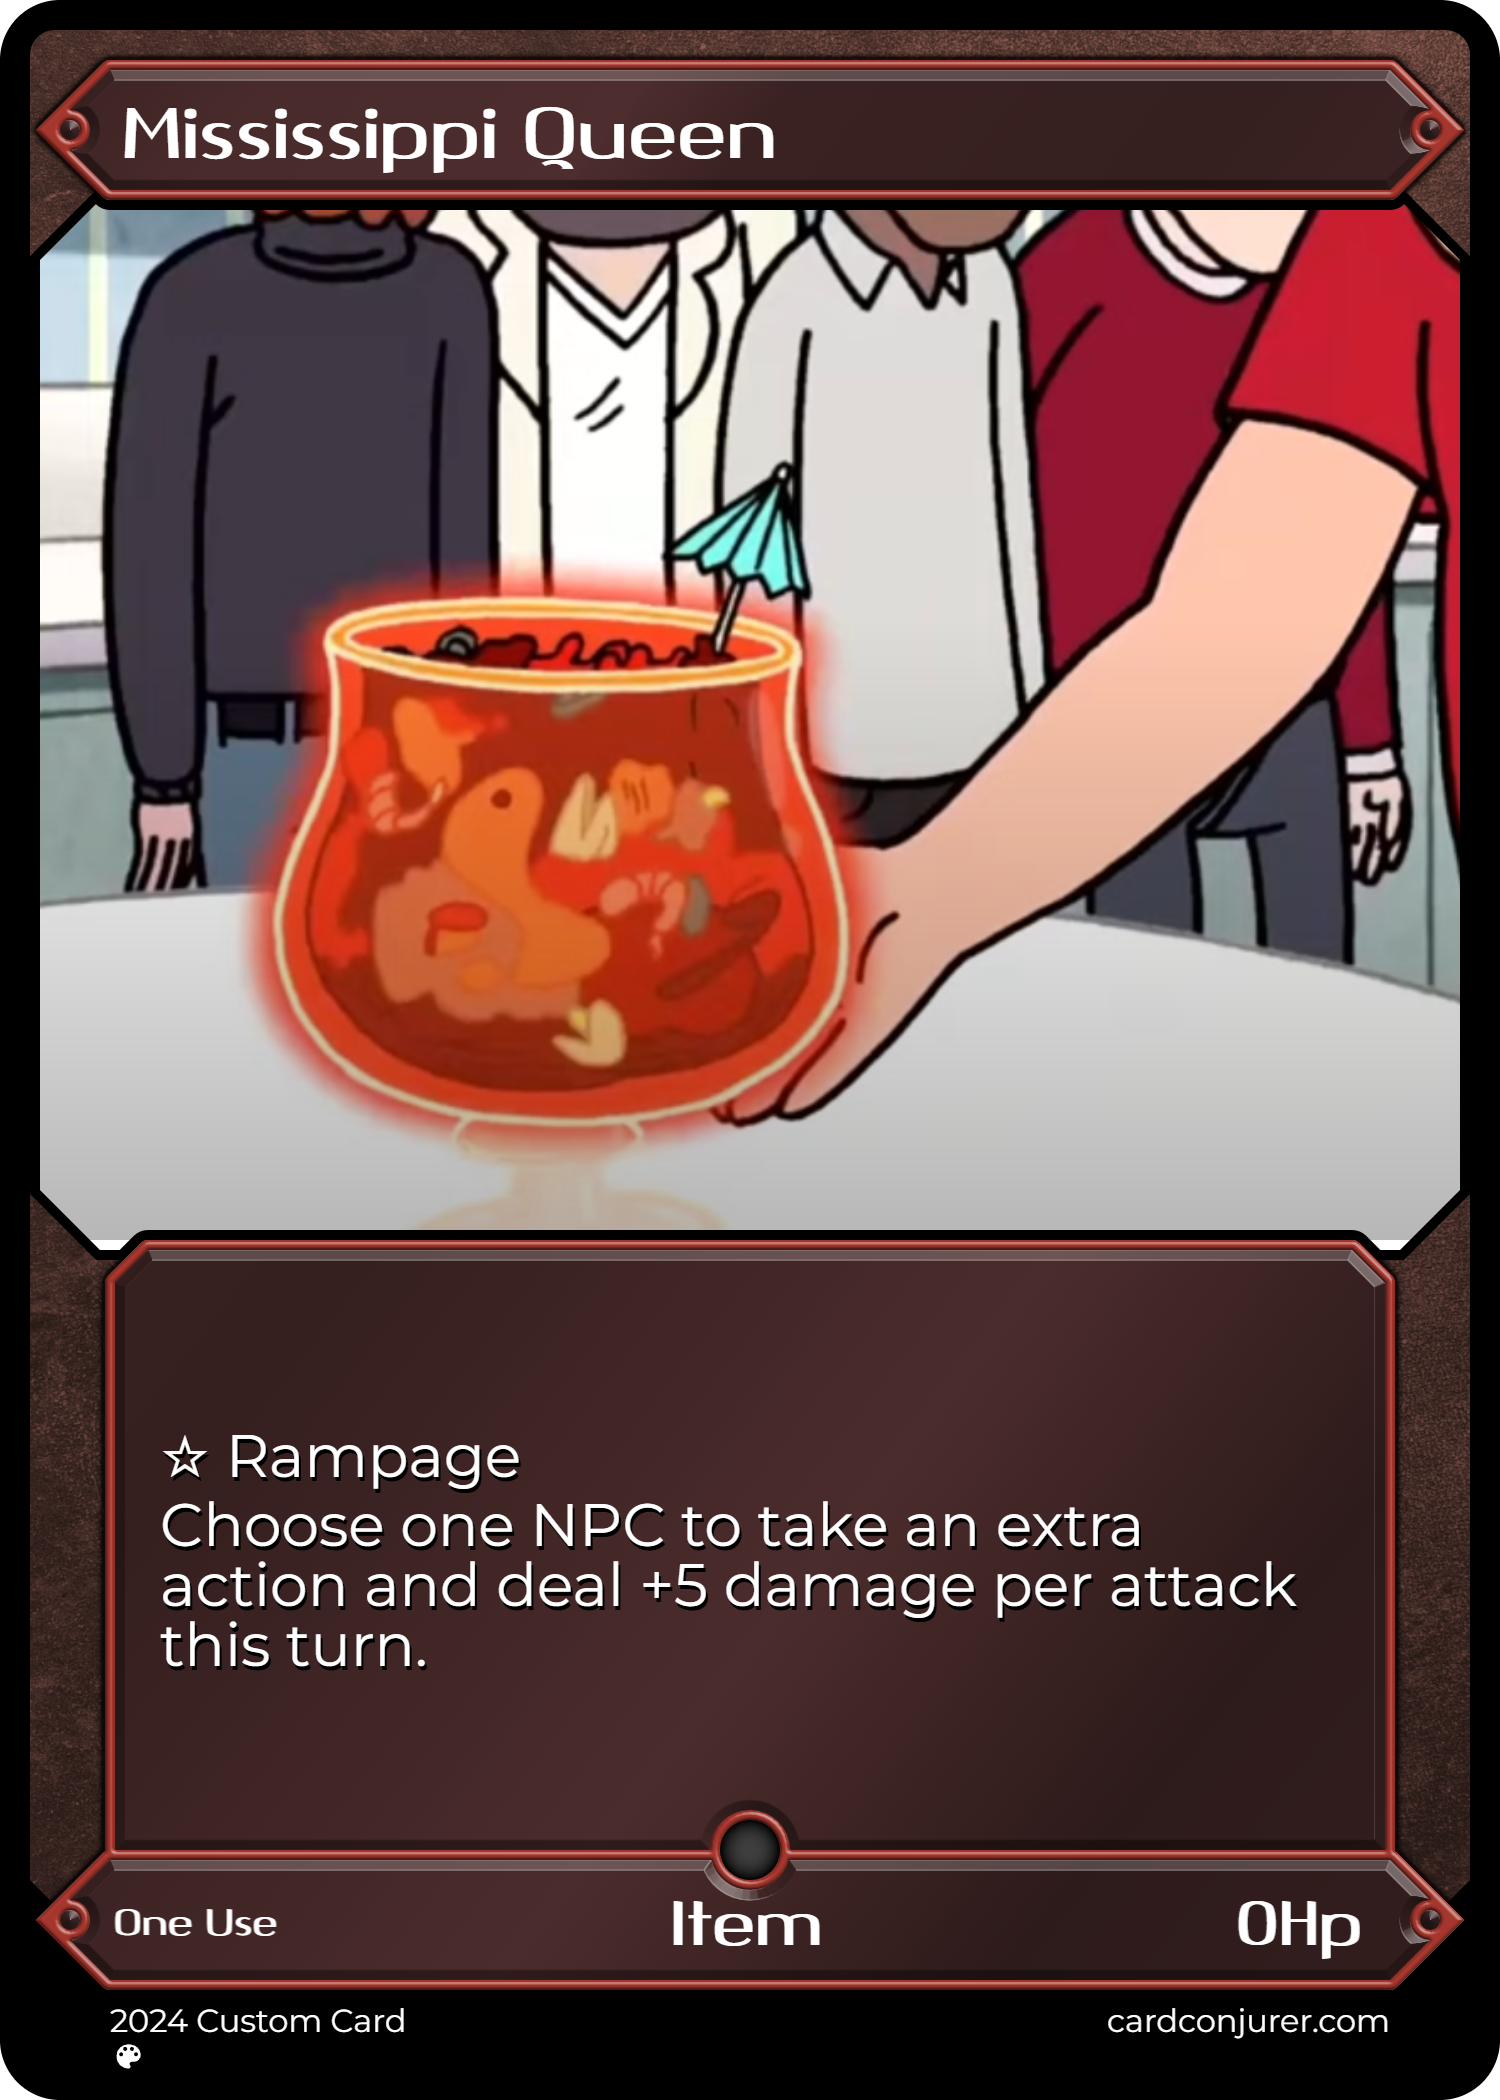 Mississippi Queen
☆ Rampage
Choose one NPC to take an extra
action and deal +5 damage per attack
this turn.
One Use
Item
0Hp
2024 Custom Card
cardconjurer.com